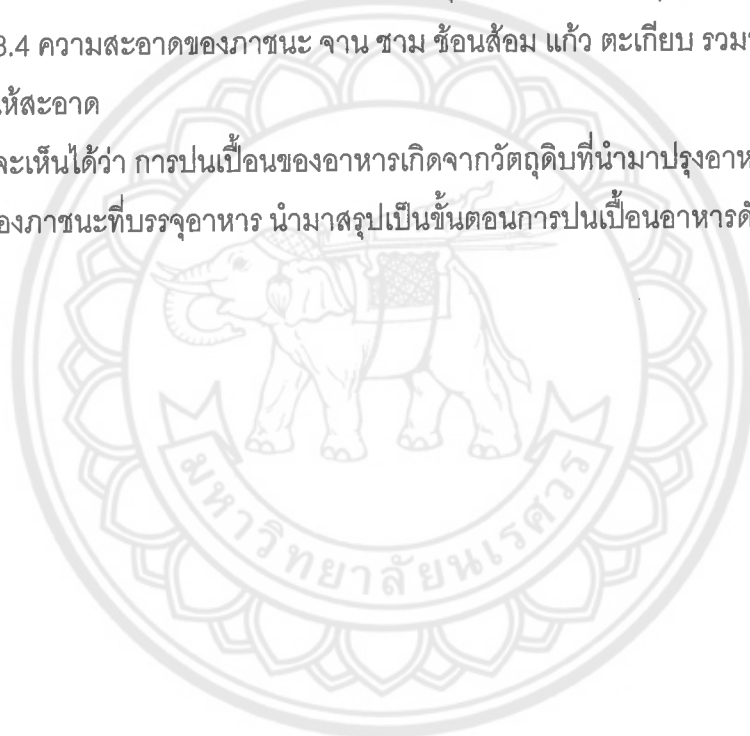 3.4 ความสะอาดของภาชนะ จาน ชาม ช้อนส้อม แก้ว ตะเกียบ รวม
ให้สะอาด
จะเห็นได้ว่า การปนเปื้อนของอาหารเกิดจากวัตถุดิบที่นำมาปรุงอาห
องภาชนะที่บรรจุอาหาร นำมาสรุปเป็นขั้นตอนการปนเปื้อนอาหารดั
มหาวิทยาลัยนเรศวร